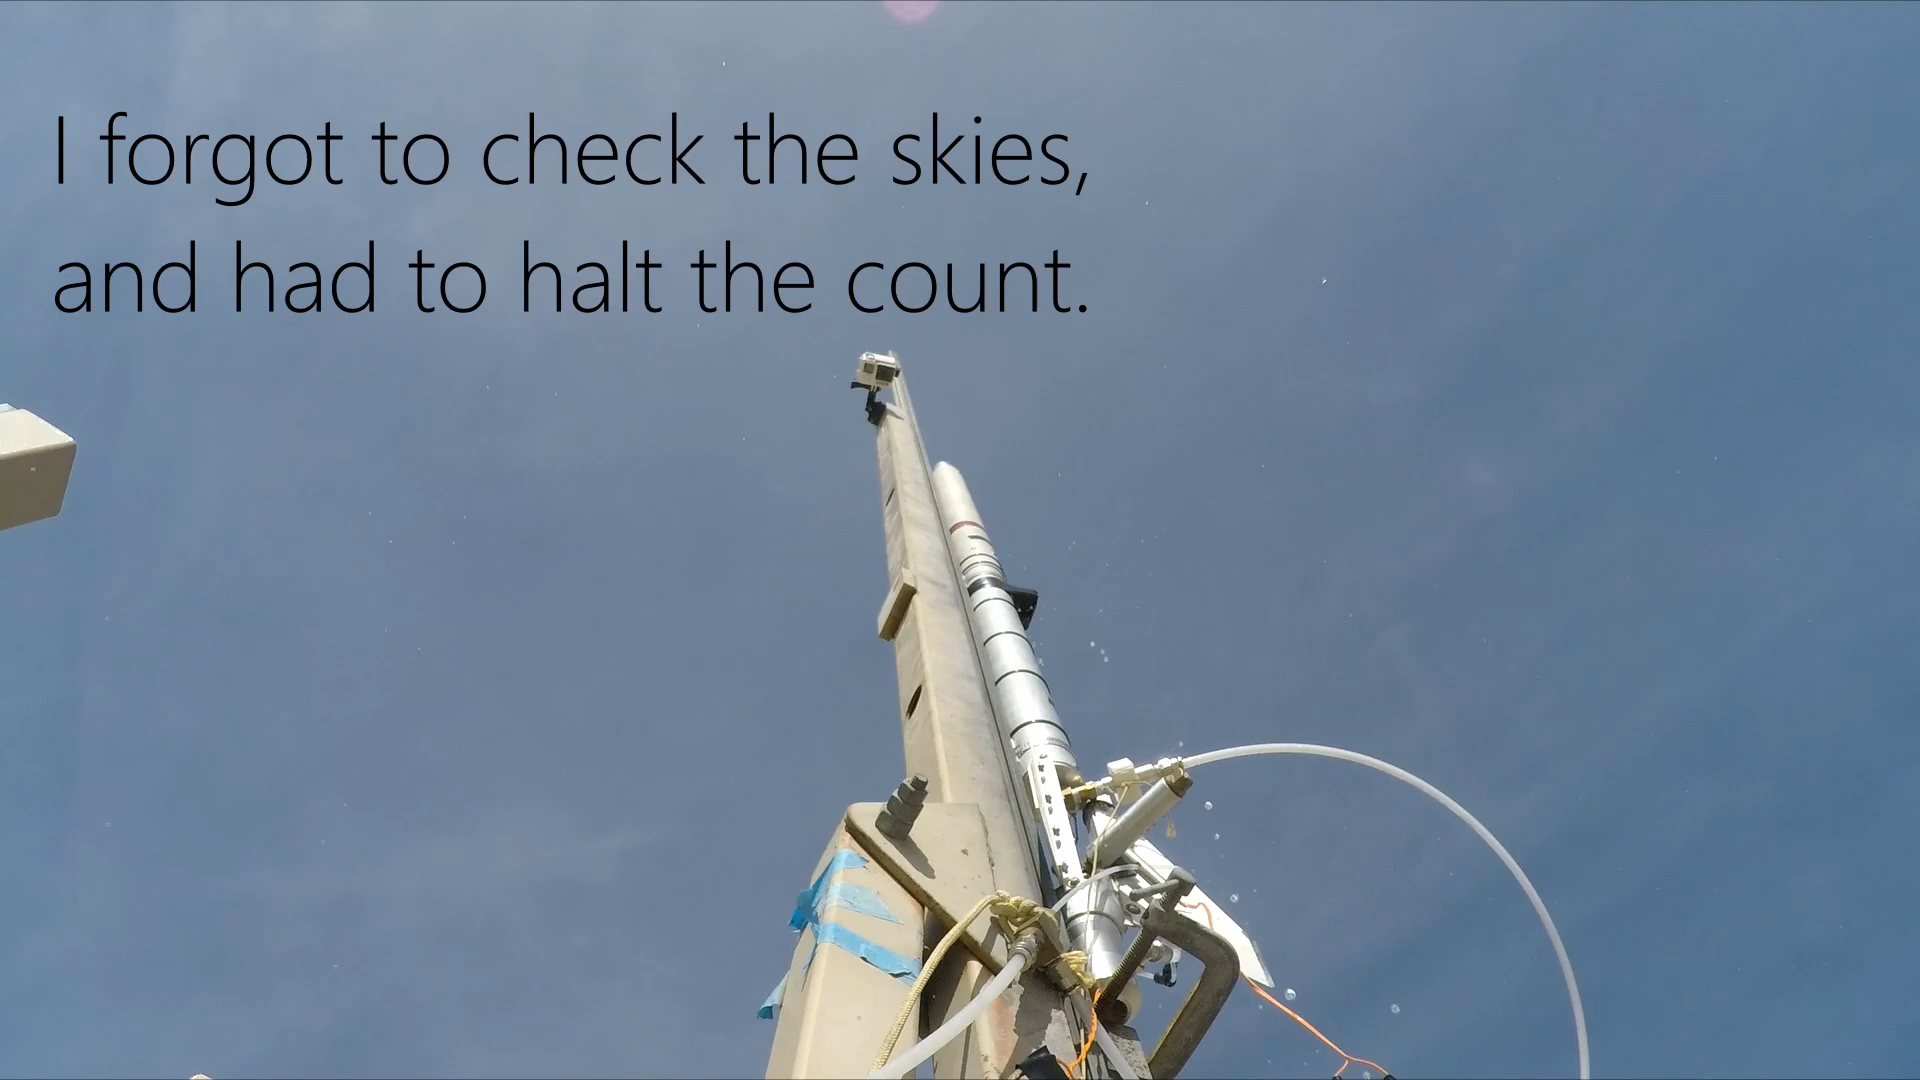 I forgot to check the skies,
and had to halt the count.